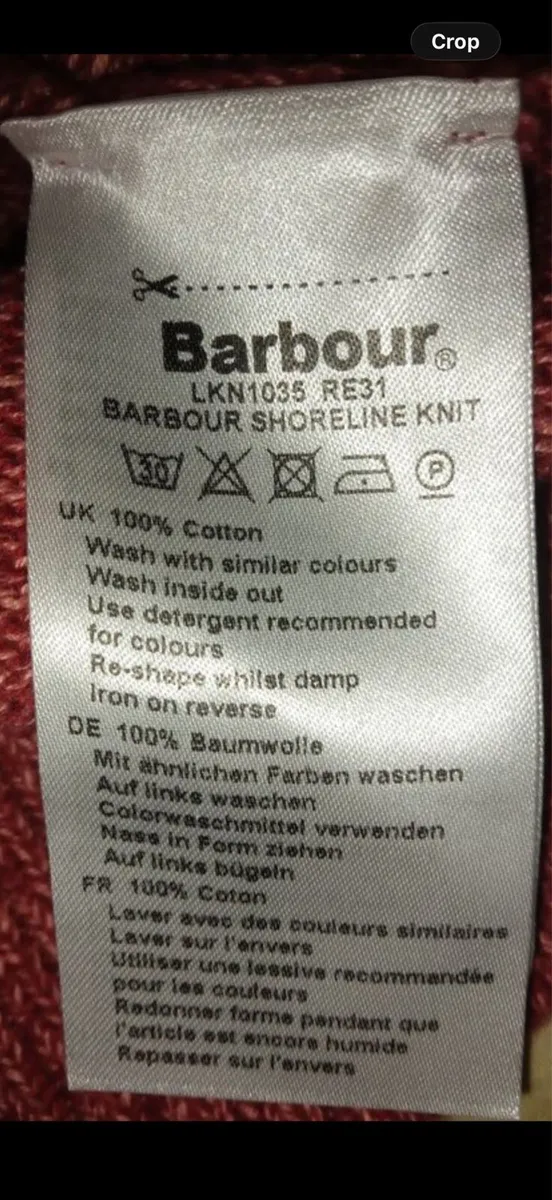 Crop
Barbour®
LKN1035 RE31
BARBOUR SHORELINE KNIT
30 P
UK 100% Cotton
Wash with similar colours
Wash inside out
Use detergent recommended
for colours
Re-shape whilst damp
Iron on reverse
DE 100% Baumwolle
Mit ähnlichen Farben waschen
Auf links waschen
Colorwaschmittel verwenden
Nass in Form ziehen
Auf links bügeln
FR 100% Coton
Laver avec des couleurs similaires
Laver sur l'envers
Utiliser une lessive recommandée
pour les couleurs
Redonner forme pendant que
l'article est encore humide
Repasser sur l'envers